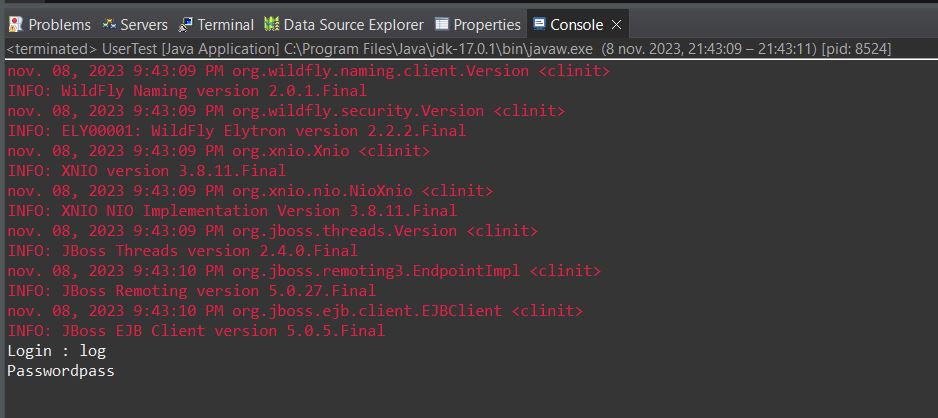 Problems Servers Terminal Data Source Explorer Properties Console
<terminated> UserTest [Java Application] C:\Program Files\Java\jdk-17.0.1\bin\javaw.exe (8 nov. 2023, 21:43:09 – 21:43:11) [pid: 8524]
nov. 08, 2023 9:43:09 PM org.wildfly.naming.client.Version <clinit>
INFO: WildFly Naming version 2.0.1.Final
nov. 08, 2023 9:43:09 PM org.wildfly.security.Version <clinit>
INFO: ELY00001: WildFly Elytron version 2.2.2.Final
nov. 08, 2023 9:43:09 PM org.xnio.Xnio <clinit>
INFO: XNIO version 3.8.11.Final
nov. 08, 2023 9:43:09 PM org.xnio.nio.NioXnio <clinit>
INFO: XNIO NIO Implementation Version 3.8.11.Final
nov. 08, 2023 9:43:09 PM org.jboss.threads.Version <clinit>
INFO: JBoss Threads version 2.4.0.Final
nov. 08, 2023 9:43:10 PM org.jboss.remoting3.EndpointImpl <clinit>
INFO: JBoss Remoting version 5.0.27.Final
nov. 08, 2023 9:43:10 PM org.jboss.ejb.client.EJBClient <clinit>
INFO: JBoss EJB Client version 5.0.5.Final
Login : log
Passwordpass